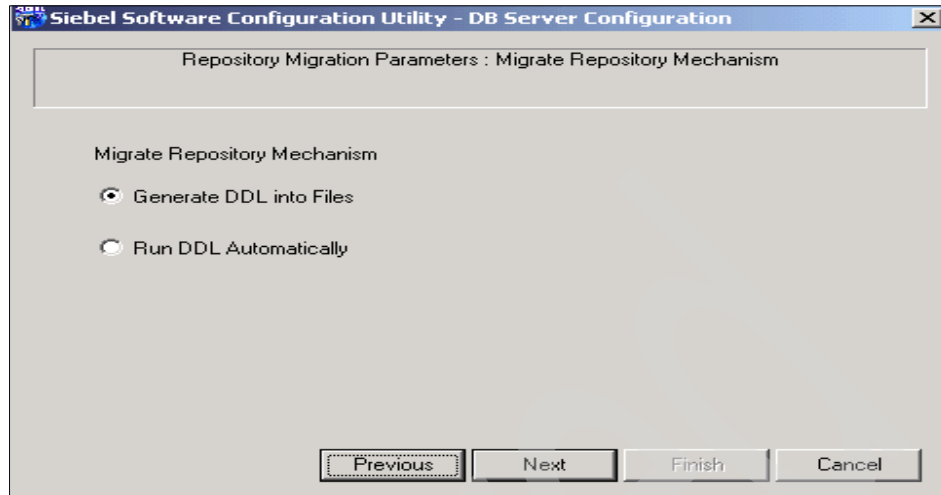 Siebel Software Configuration Utility - DB Server Configuration
Repository Migration Parameters : Migrate Repository Mechanism
Migrate Repository Mechanism
Generate DDL into Files
Run DDL Automatically
Previous Next Finish Cancel